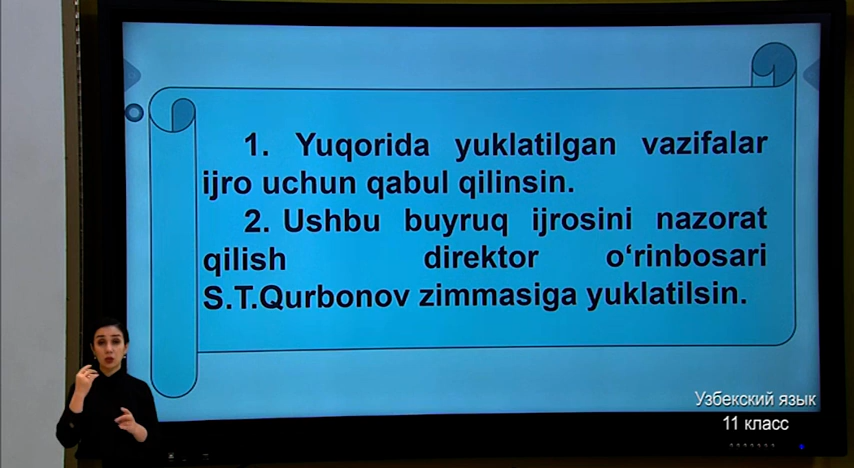 1. Yuqorida yuklatilgan vazifalar
ijro uchun qabul qilinsin.
2. Ushbu buyruq ijrosini nazorat
qilish direktor o‘rinbosari
S.T.Qurbonov zimmasiga yuklatilsin.
Узбекский язык
11 класс